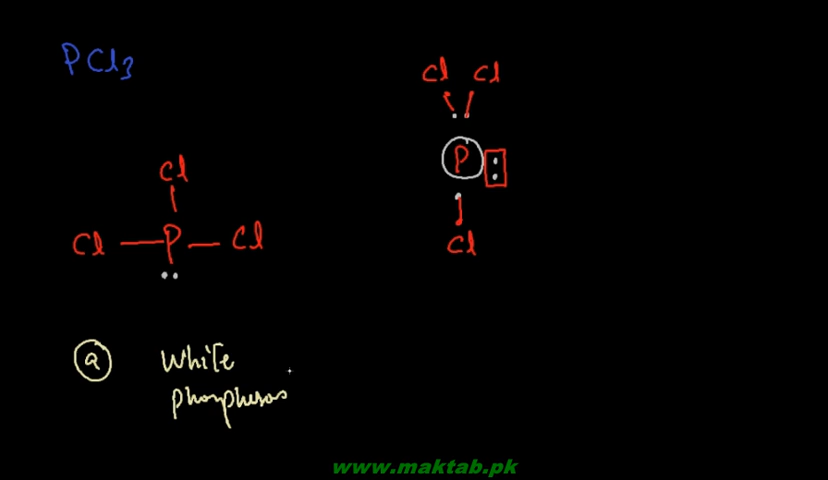 PCl3
Cl Cl
P
Cl
Cl
Cl P Cl
a White
phosphorus
www.maktab.pk